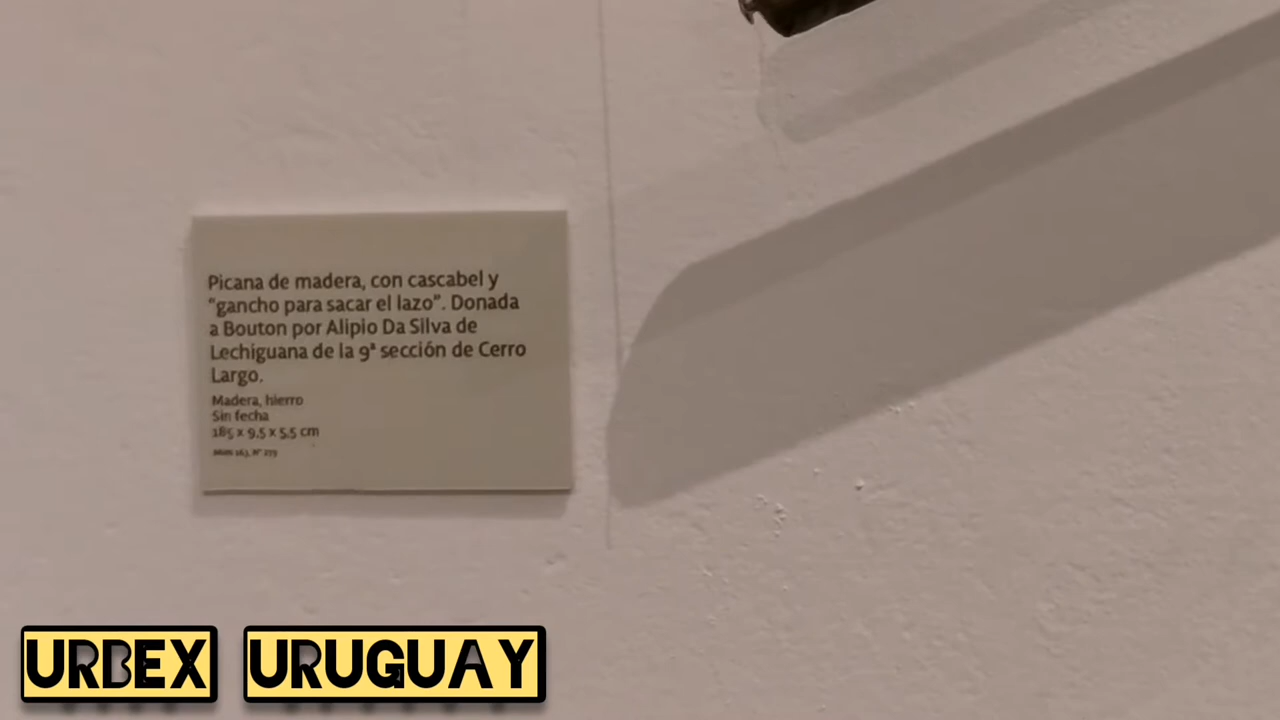 Picana de madera, con cascabel y
"gancho para sacar el lazo". Donada
a Bouton por Alipio Da Silva de
Lechiguana de la 9ª sección de Cerro
Largo.
Madera, hierro
Sin fecha
185 x 9,5 x 5,5 cm
URBEX URUGUAY